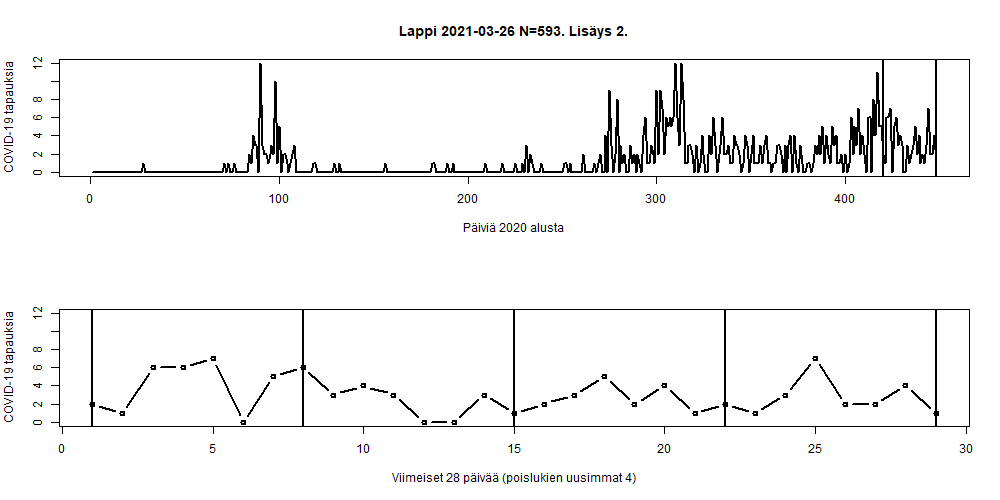 Lappi 2021-03-26 N=593. Lisäys 2.
COVID-19 tapauksia
0 2 4 6 8 12
0 100 200 300 400
Päiviä 2020 alusta
COVID-19 tapauksia
0 2 4 6 8 12
0 5 10 15 20 25 30
Viimeiset 28 päivää (poislukien uusimmat 4)